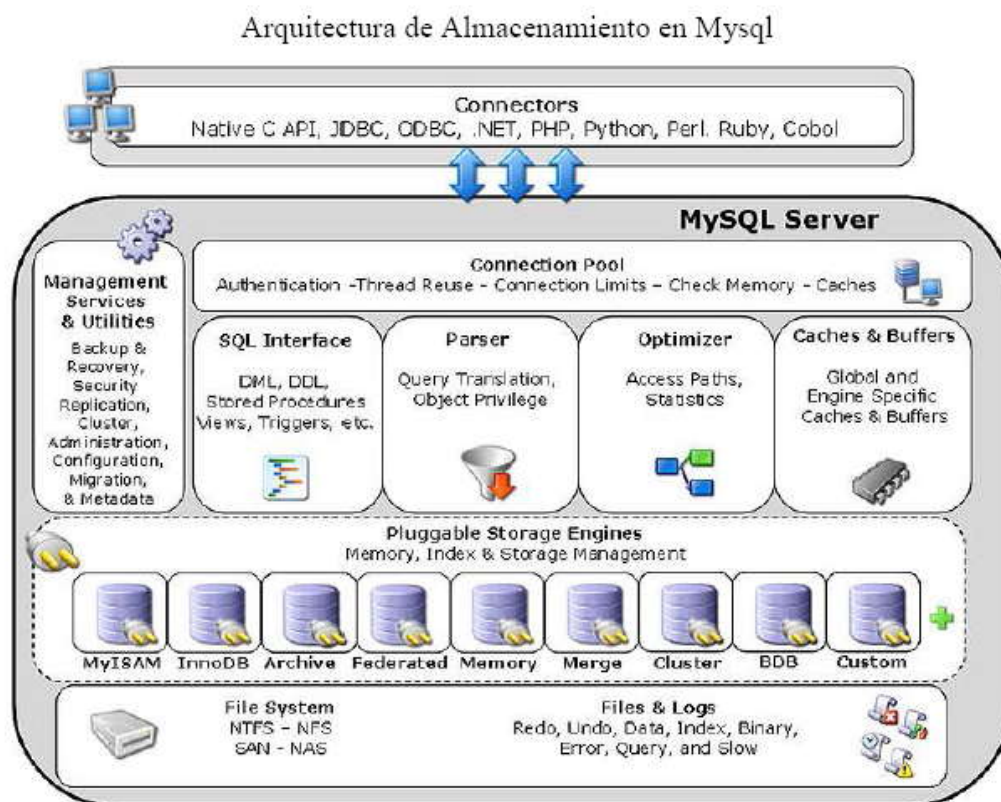 Arquitectura de Almacenamiento en Mysql
Connectors
Native C API, JDBC, ODBC, .NET, PHP, Python, Perl. Ruby, Cobol
MySQL Server
Management
Services
& Utilities
Backup &
Recovery,
Security
Replication,
Cluster,
Administration,
Configuration,
Migration,
& Metadata
Connection Pool
Authentication -Thread Reuse - Connection Limits – Check Memory - Caches
SQL Interface
DML, DDL,
Stored Procedures
Views, Triggers, etc.
Parser
Query Translation,
Object Privilege
Optimizer
Access Paths,
Statistics
Caches & Buffers
Global and
Engine Specific
Caches & Buffers
Pluggable Storage Engines
Memory, Index & Storage Management
MyISAM
InnoDB
Archive
Federated
Memory
Merge
Cluster
BDB
Custom
File System
NTFS – NFS
SAN - NAS
Files & Logs
Redo, Undo, Data, Index, Binary,
Error, Query, and Slow